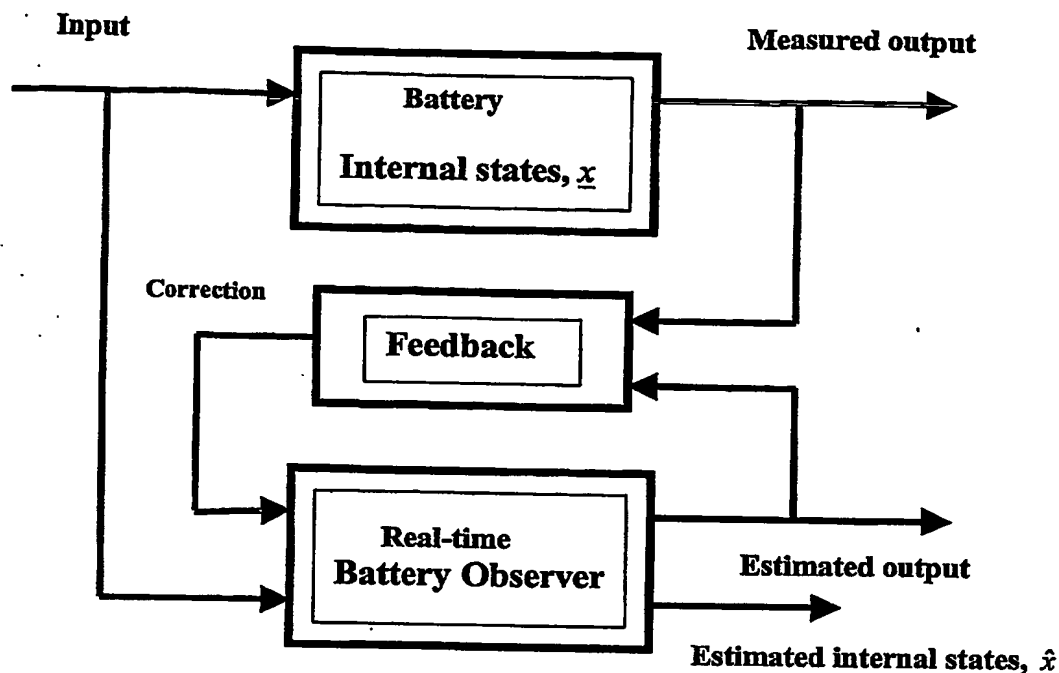 Input
Measured output
Battery
Internal states, x
Correction
Feedback
Real-time
Battery Observer
Estimated output
Estimated internal states, x̂